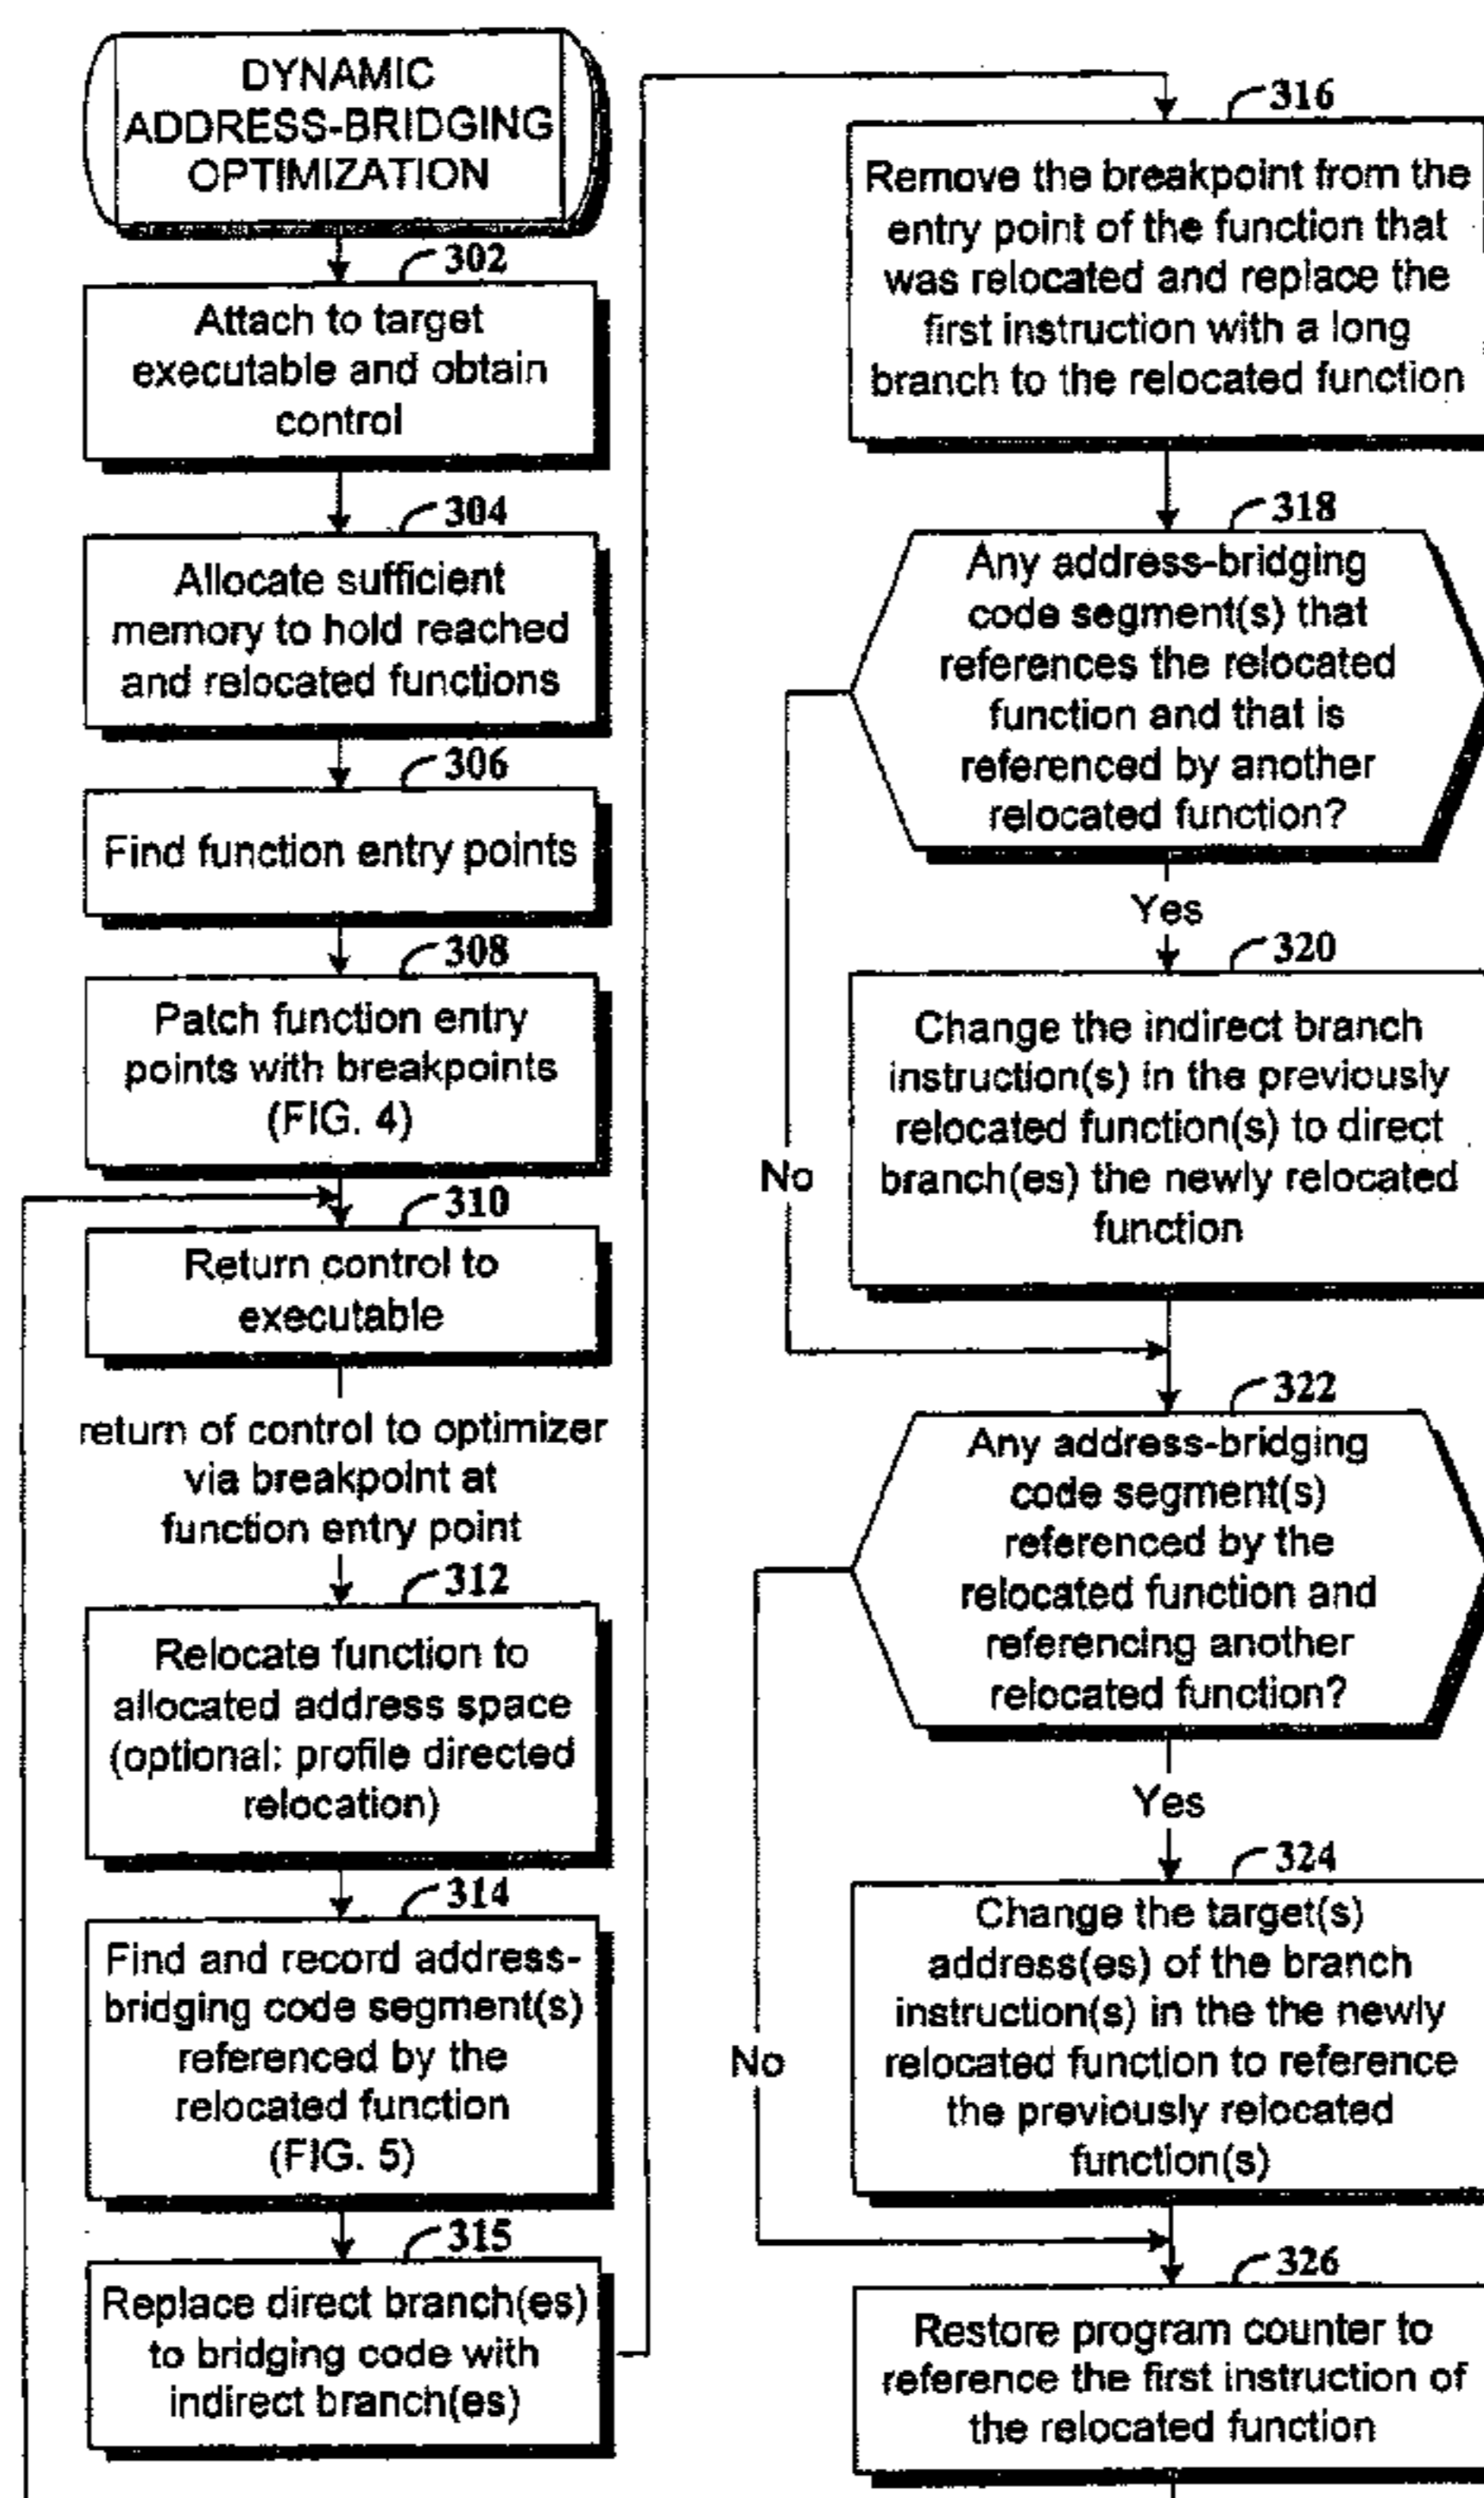 DYNAMIC
ADDRESS-BRIDGING
OPTIMIZATION
302
Attach to target
executable and obtain
control
304
Allocate sufficient
memory to hold reached
and relocated functions
306
Find function entry points
308
Patch function entry
points with breakpoints
(FIG. 4)
310
Return control to
executable
return of control to optimizer
via breakpoint at
function entry point
312
Relocate function to
allocated address space
(optional: profile directed
relocation)
314
Find and record address-
bridging code segment(s)
referenced by the
relocated function
(FIG. 5)
315
Replace direct branch(es)
to bridging code with
indirect branch(es)
316
Remove the breakpoint from the
entry point of the function that
was relocated and replace the
first instruction with a long
branch to the relocated function
318
Any address-bridging
code segment(s) that
references the relocated
function and that is
referenced by another
relocated function?
Yes
No
320
Change the indirect branch
instruction(s) in the previously
relocated function(s) to direct
branch(es) the newly relocated
function
322
Any address-bridging
code segment(s)
referenced by the
relocated function and
referencing another
relocated function?
Yes
No
324
Change the target(s)
address(es) of the branch
instruction(s) in the the newly
relocated function to reference
the previously relocated
function(s)
326
Restore program counter to
reference the first instruction of
the relocated function